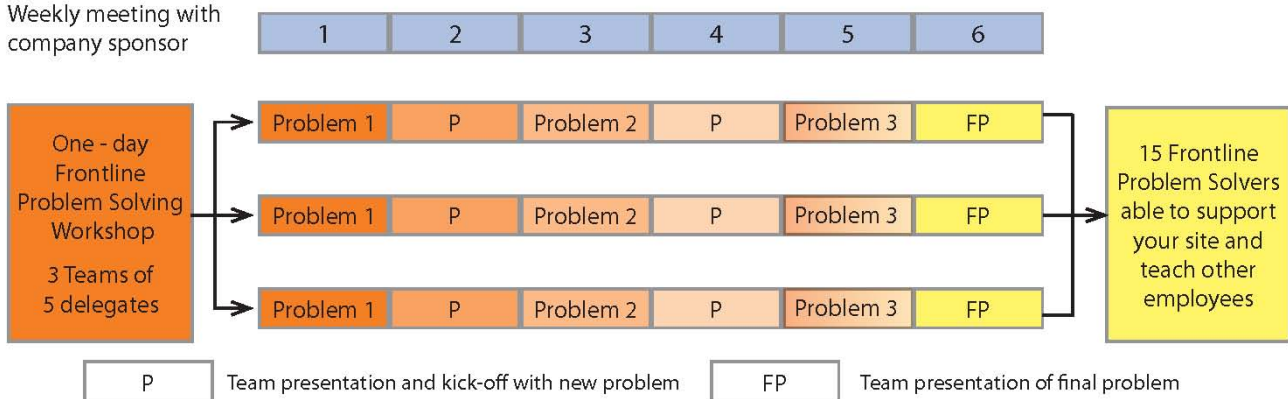 Weekly meeting with
company sponsor
1 2 3 4 5 6
One - day
Frontline
Problem Solving
Workshop
3 Teams of
5 delegates
Problem 1 P Problem 2 P Problem 3 FP
Problem 1 P Problem 2 P Problem 3 FP
Problem 1 P Problem 2 P Problem 3 FP
15 Frontline
Problem Solvers
able to support
your site and
teach other
employees
P Team presentation and kick-off with new problem FP Team presentation of final problem